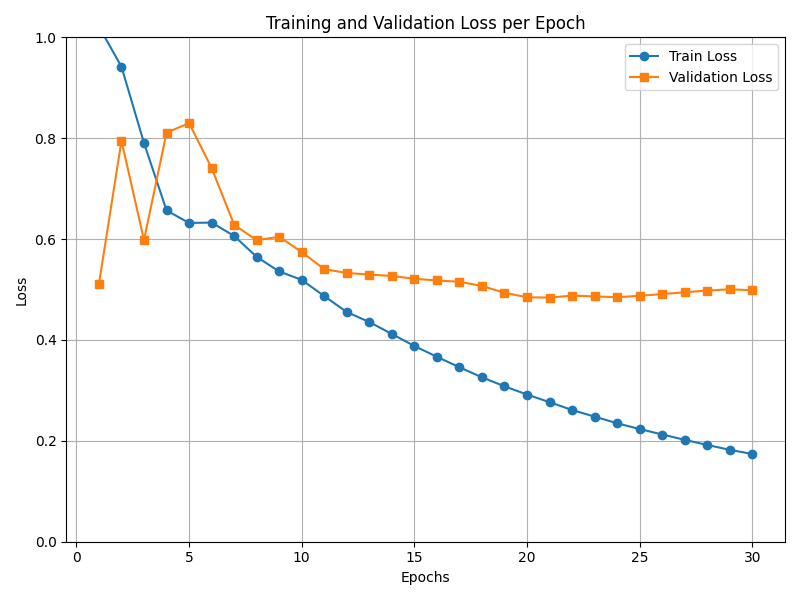 Training and Validation Loss per Epoch
Train Loss
Validation Loss
1.0
0.8
0.6
0.4
0.2
0.0
Loss
0 5 10 15 20 25 30
Epochs